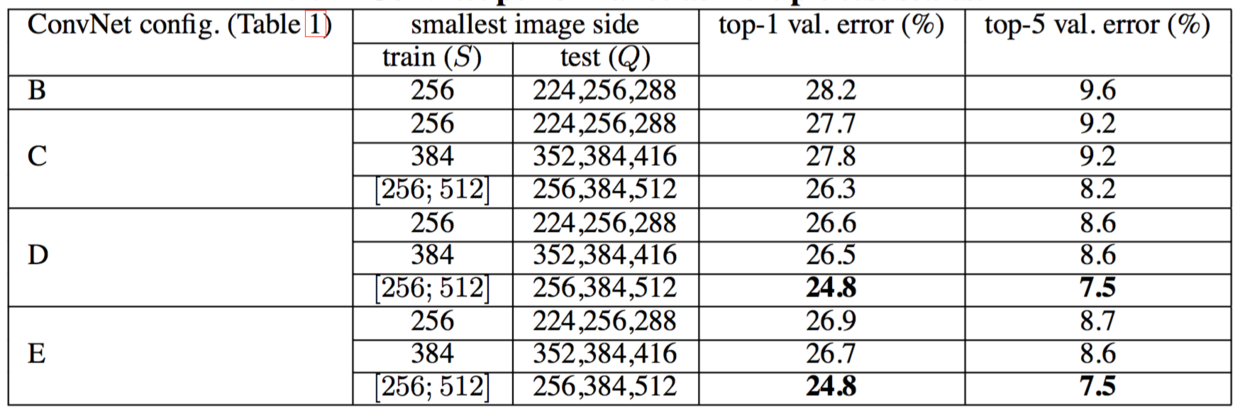 ConvNet config. (Table 1) smallest image side top-1 val. error (%) top-5 val. error (%)
train (S) test (Q)
B 256 224,256,288 28.2 9.6
256 224,256,288 27.7 9.2
C 384 352,384,416 27.8 9.2
[256; 512] 256,384,512 26.3 8.2
256 224,256,288 26.6 8.6
D 384 352,384,416 26.5 8.6
[256; 512] 256,384,512 24.8 7.5
256 224,256,288 26.9 8.7
E 384 352,384,416 26.7 8.6
[256; 512] 256,384,512 24.8 7.5